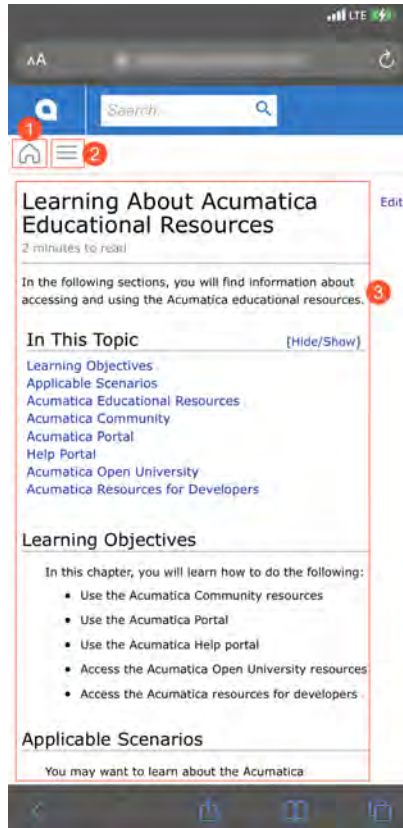 LTE
AA
Search...
1
2
Learning About Acumatica
Educational Resources
Edit
2 minutes to read
In the following sections, you will find information about
accessing and using the Acumatica educational resources.
3
In This Topic
[Hide/Show]
Learning Objectives
Applicable Scenarios
Acumatica Educational Resources
Acumatica Community
Acumatica Portal
Help Portal
Acumatica Open University
Acumatica Resources for Developers
Learning Objectives
In this chapter, you will learn how to do the following:
• Use the Acumatica Community resources
• Use the Acumatica Portal
• Use the Acumatica Help portal
• Access the Acumatica Open University resources
• Access the Acumatica resources for developers
Applicable Scenarios
You may want to learn about the Acumatica